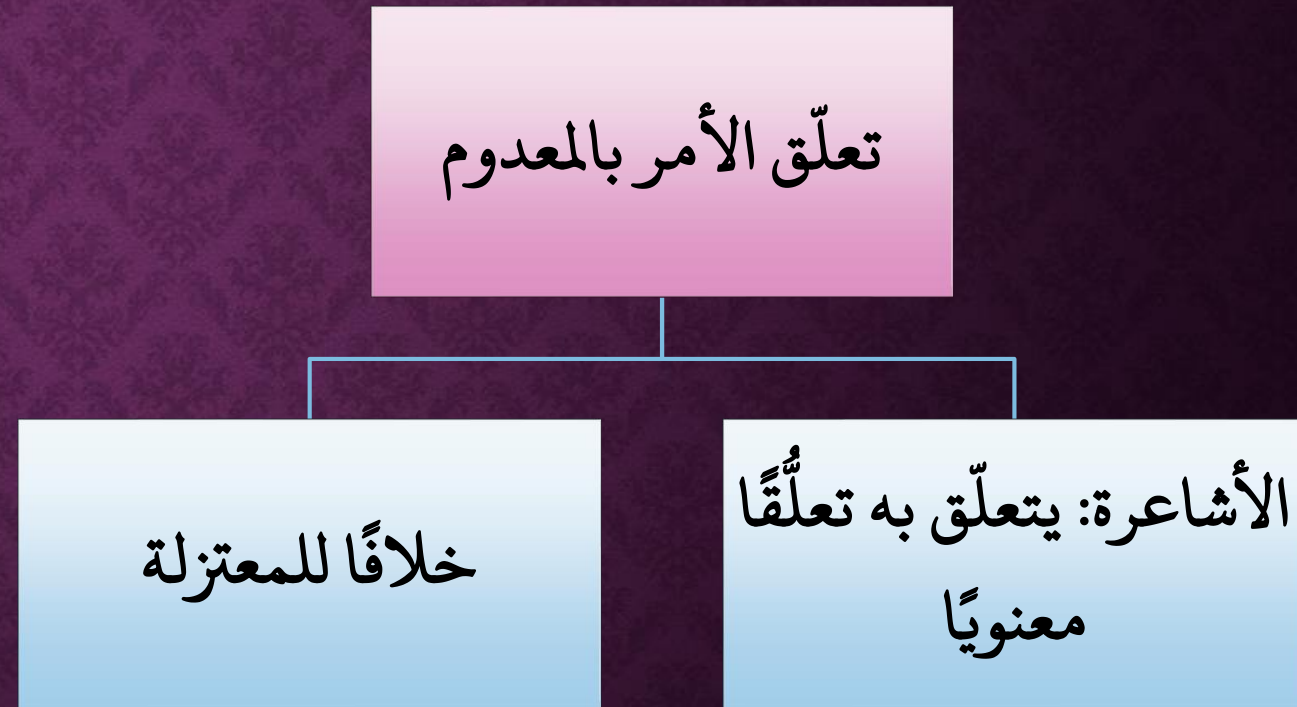 تعلّق الأمر بالمعدوم
الأشاعرة: يتعلّق به تعلُّقًا
معنويًا
خلافًا للمعتزلة